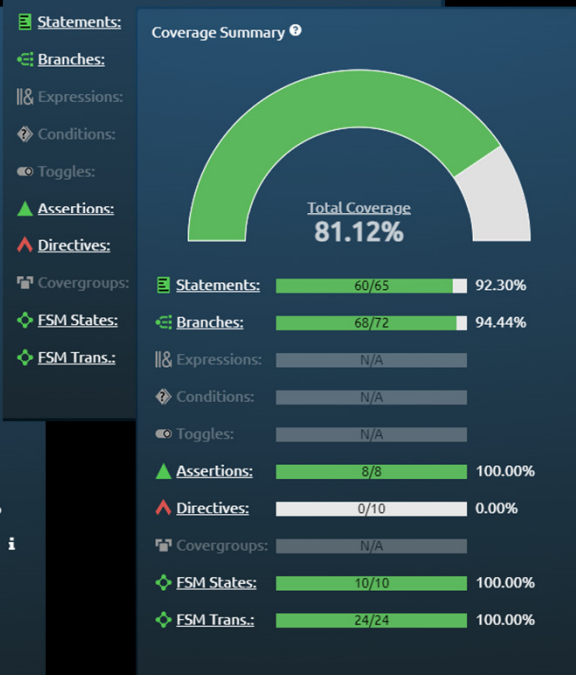 Statements:
Branches:
Expressions:
Conditions:
Toggles:
Assertions:
Directives:
Covergroups:
FSM States:
FSM Trans.:
Coverage Summary
Total Coverage
81.12%
Statements: 60/65 92.30%
Branches: 68/72 94.44%
Expressions: N/A
Conditions: N/A
Toggles: N/A
Assertions: 8/8 100.00%
Directives: 0/10 0.00%
Covergroups: N/A
FSM States: 10/10 100.00%
FSM Trans.: 24/24 100.00%